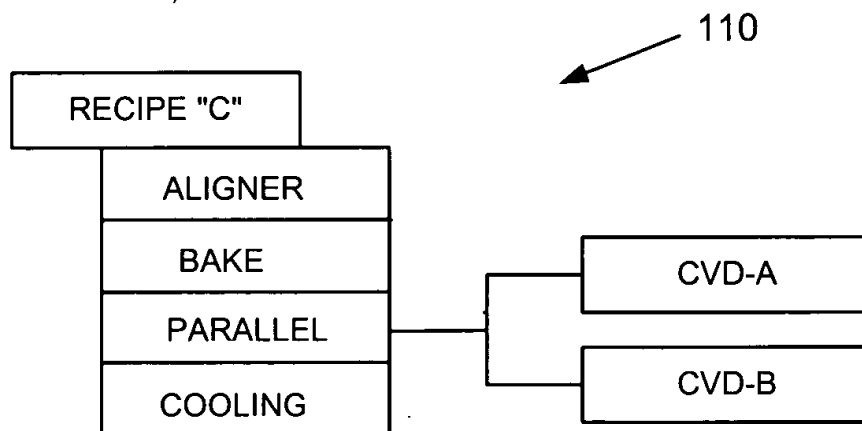 110
RECIPE "C"
ALIGNER
BAKE
PARALLEL
COOLING
CVD-A
CVD-B